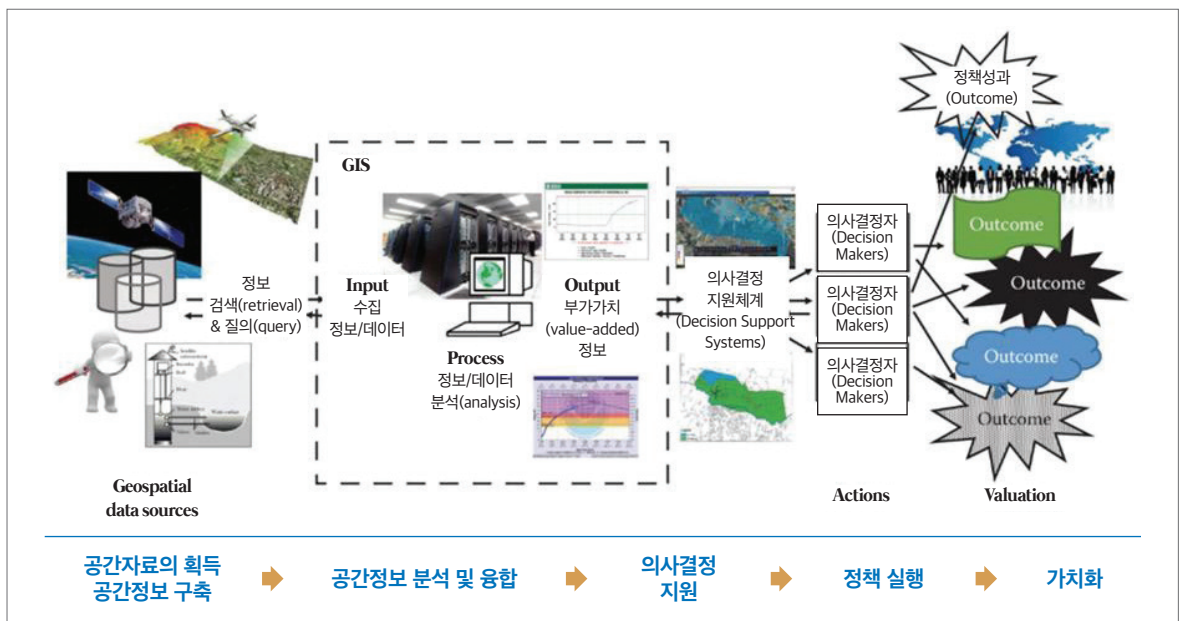 정책성과
(Outcome)
GIS
정보
검색(retrieval)
& 질의(query)
Input
수집
정보/데이터
Process
정보/데이터
분석(analysis)
Output
부가가치
(value-added)
정보
의사결정
지원체계
(Decision Support
Systems)
의사결정자
(Decision
Makers)
의사결정자
(Decision
Makers)
의사결정자
(Decision
Makers)
Outcome
Outcome
Outcome
Outcome
Geospatial
data sources
Actions
Valuation
공간자료의 획득
공간정보 구축
공간정보 분석 및 융합
의사결정
지원
정책 실행
가치화